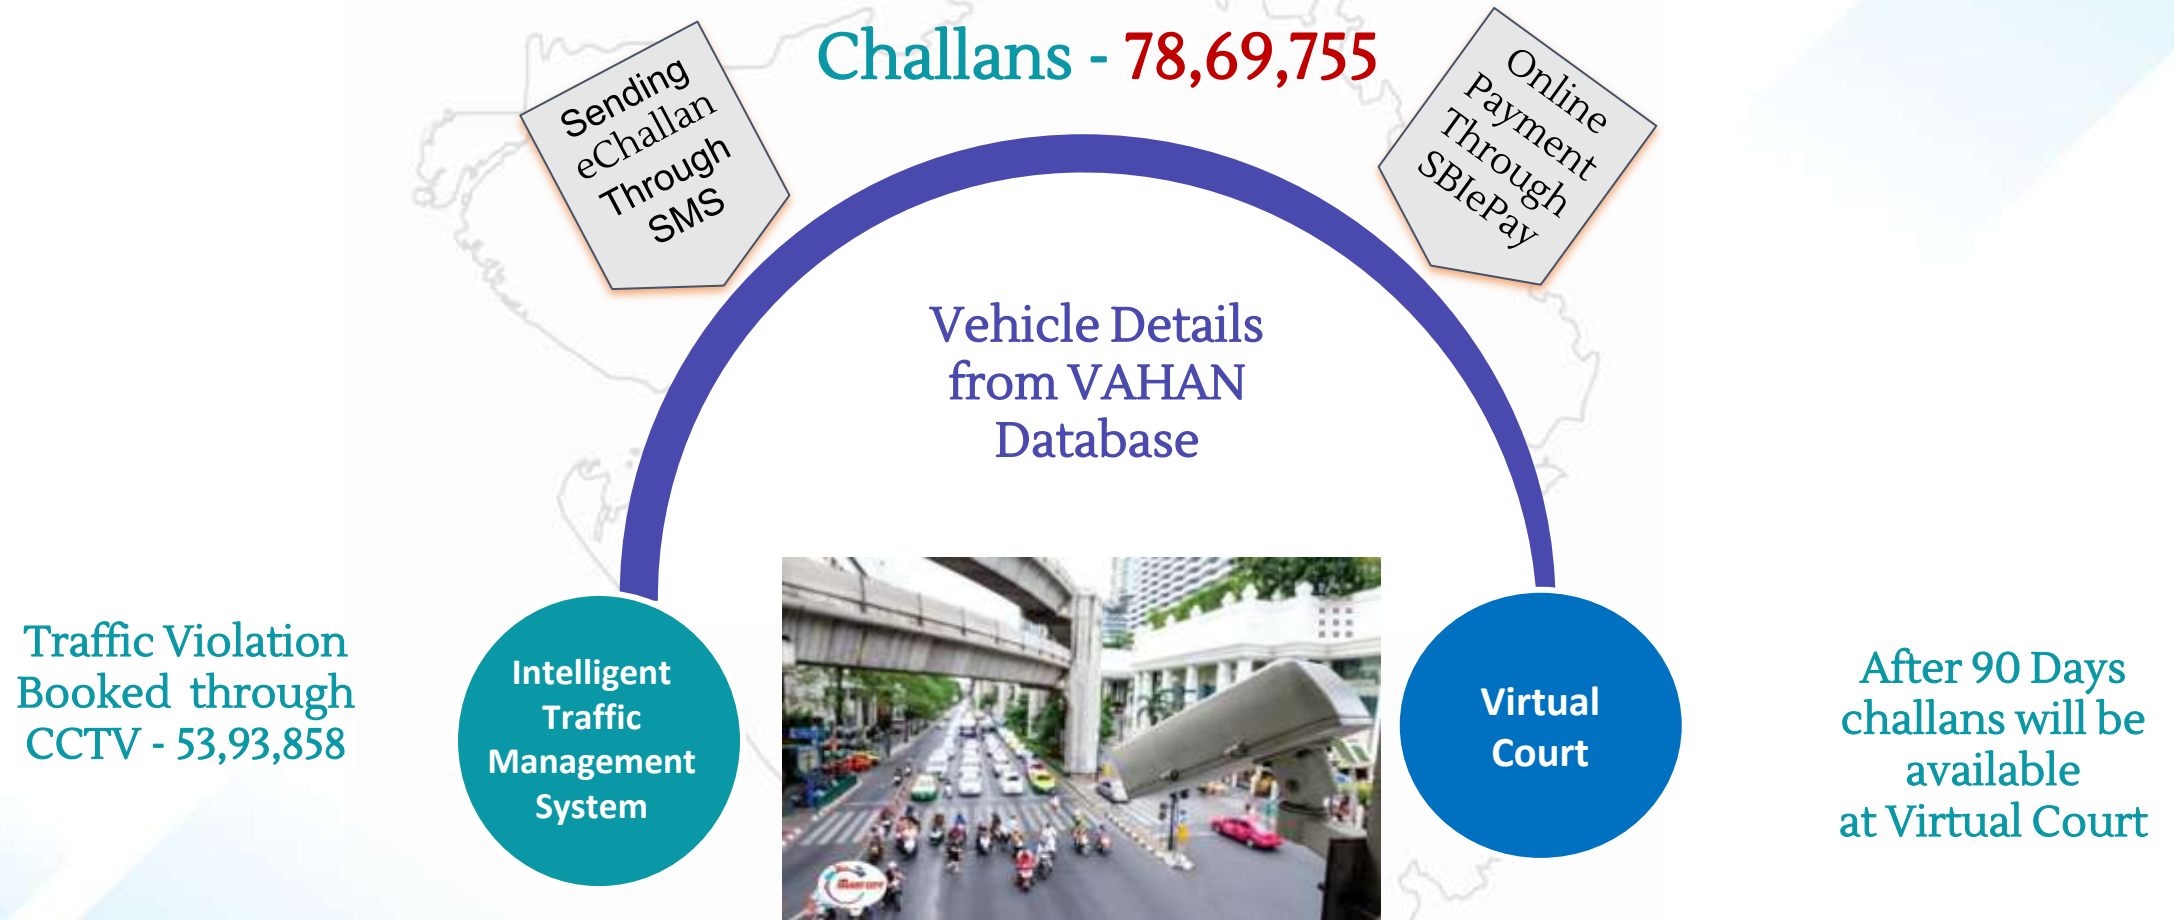 Challans - 78,69,755
Sending
eChallan
Through
SMS
Online
Payment
Through
SBIePay
Vehicle Details
from VAHAN
Database
Traffic Violation
Booked through
CCTV - 53,93,858
Intelligent
Traffic
Management
System
Virtual
Court
After 90 Days
challans will be
available
at Virtual Court